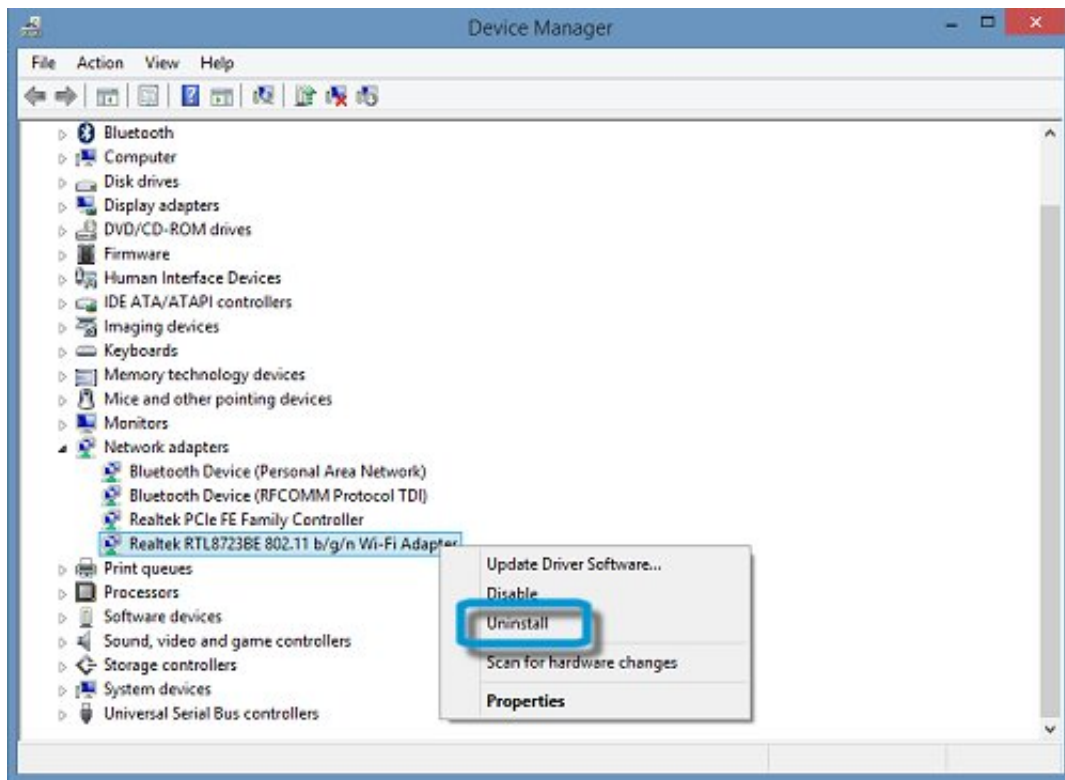 Device Manager
File Action View Help
Bluetooth
Computer
Disk drives
Display adapters
DVD/CD-ROM drives
Firmware
Human Interface Devices
IDE ATA/ATAPI controllers
Imaging devices
Keyboards
Memory technology devices
Mice and other pointing devices
Monitors
Network adapters
Bluetooth Device (Personal Area Network)
Bluetooth Device (RFCOMM Protocol TDI)
Realtek PCIe FE Family Controller
Realtek RTL8723BE 802.11 b/g/n Wi-Fi Adapter
Print queues
Processors
Software devices
Sound, video and game controllers
Storage controllers
System devices
Universal Serial Bus controllers
Update Driver Software...
Disable
Uninstall
Scan for hardware changes
Properties